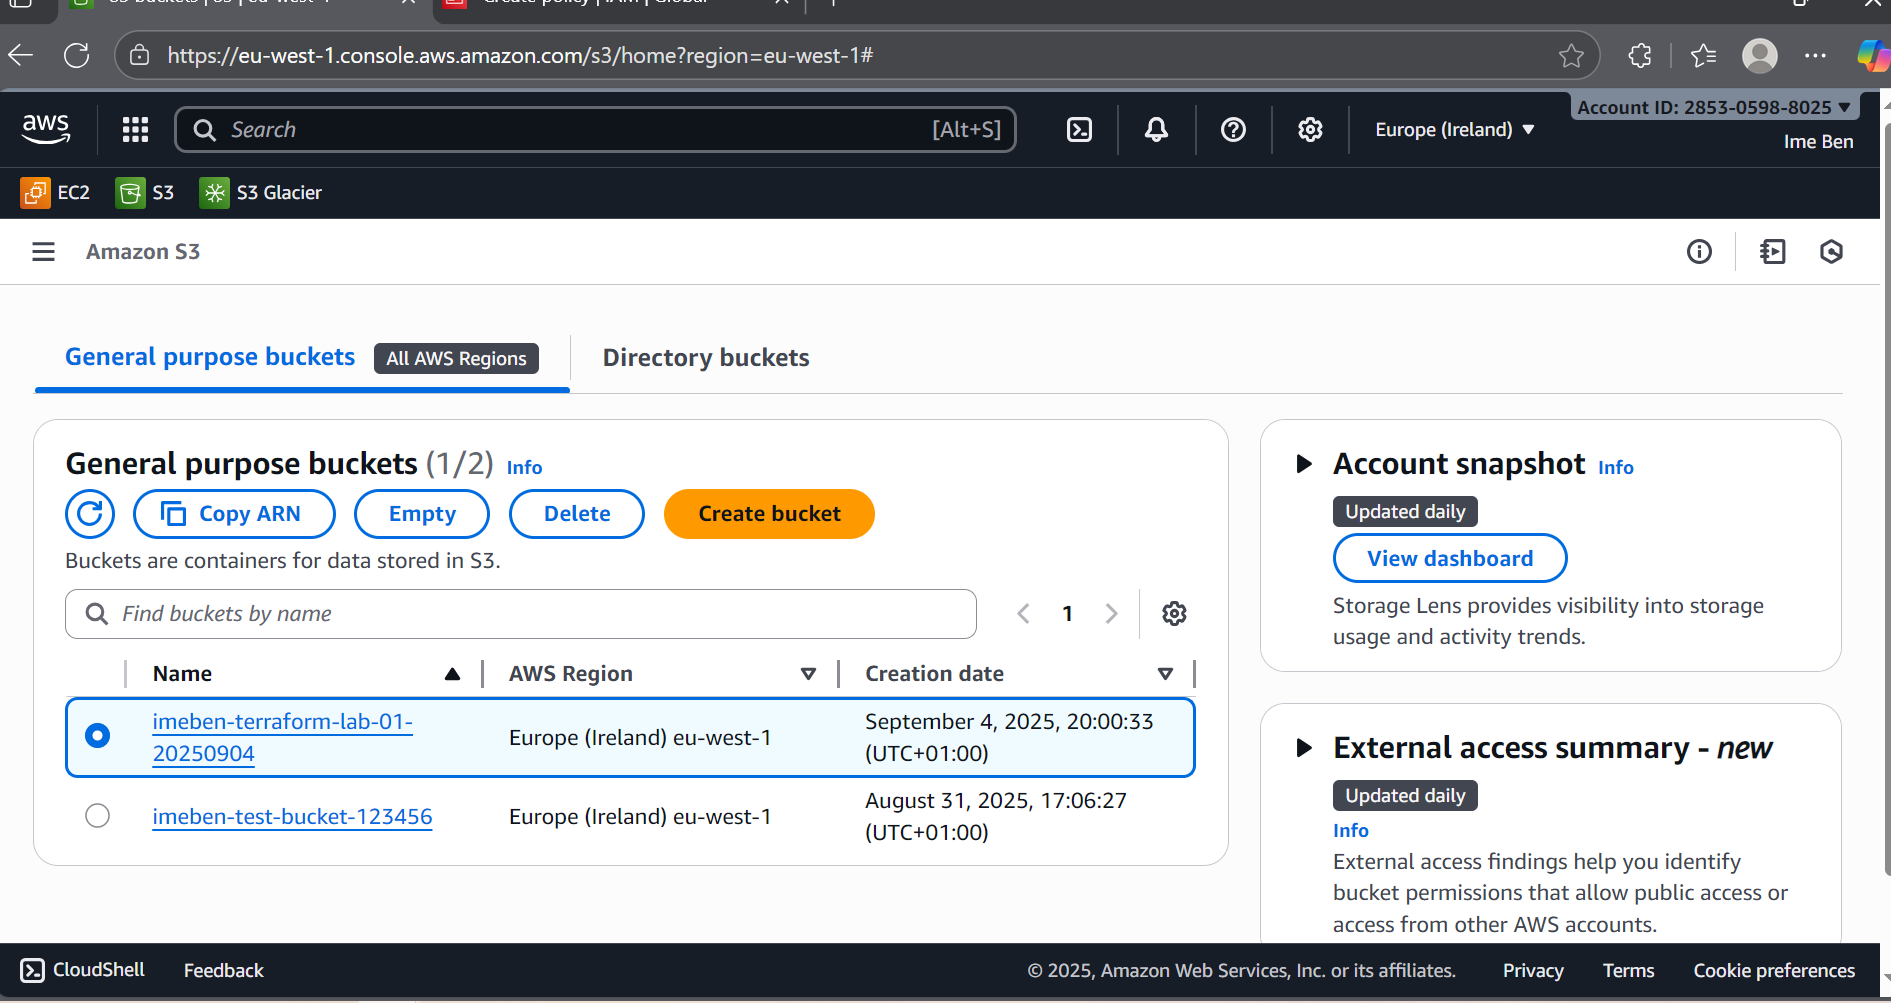 https://eu-west-1.console.aws.amazon.com/s3/home?region=eu-west-1#
aws
Search
[Alt+S]
Europe (Ireland)
Account ID: 2853-0598-8025
Ime Ben
EC2
S3
S3 Glacier
Amazon S3
General purpose buckets
All AWS Regions
Directory buckets
General purpose buckets (1/2) Info
Copy ARN
Empty
Delete
Create bucket
Buckets are containers for data stored in S3.
Find buckets by name
1
Name
AWS Region
Creation date
imeben-terraform-lab-01-
20250904
Europe (Ireland) eu-west-1
September 4, 2025, 20:00:33
(UTC+01:00)
imeben-test-bucket-123456
Europe (Ireland) eu-west-1
August 31, 2025, 17:06:27
(UTC+01:00)
Account snapshot Info
Updated daily
View dashboard
Storage Lens provides visibility into storage
usage and activity trends.
External access summary - new
Updated daily
Info
External access findings help you identify
bucket permissions that allow public access or
access from other AWS accounts.
CloudShell
Feedback
© 2025, Amazon Web Services, Inc. or its affiliates.
Privacy
Terms
Cookie preferences